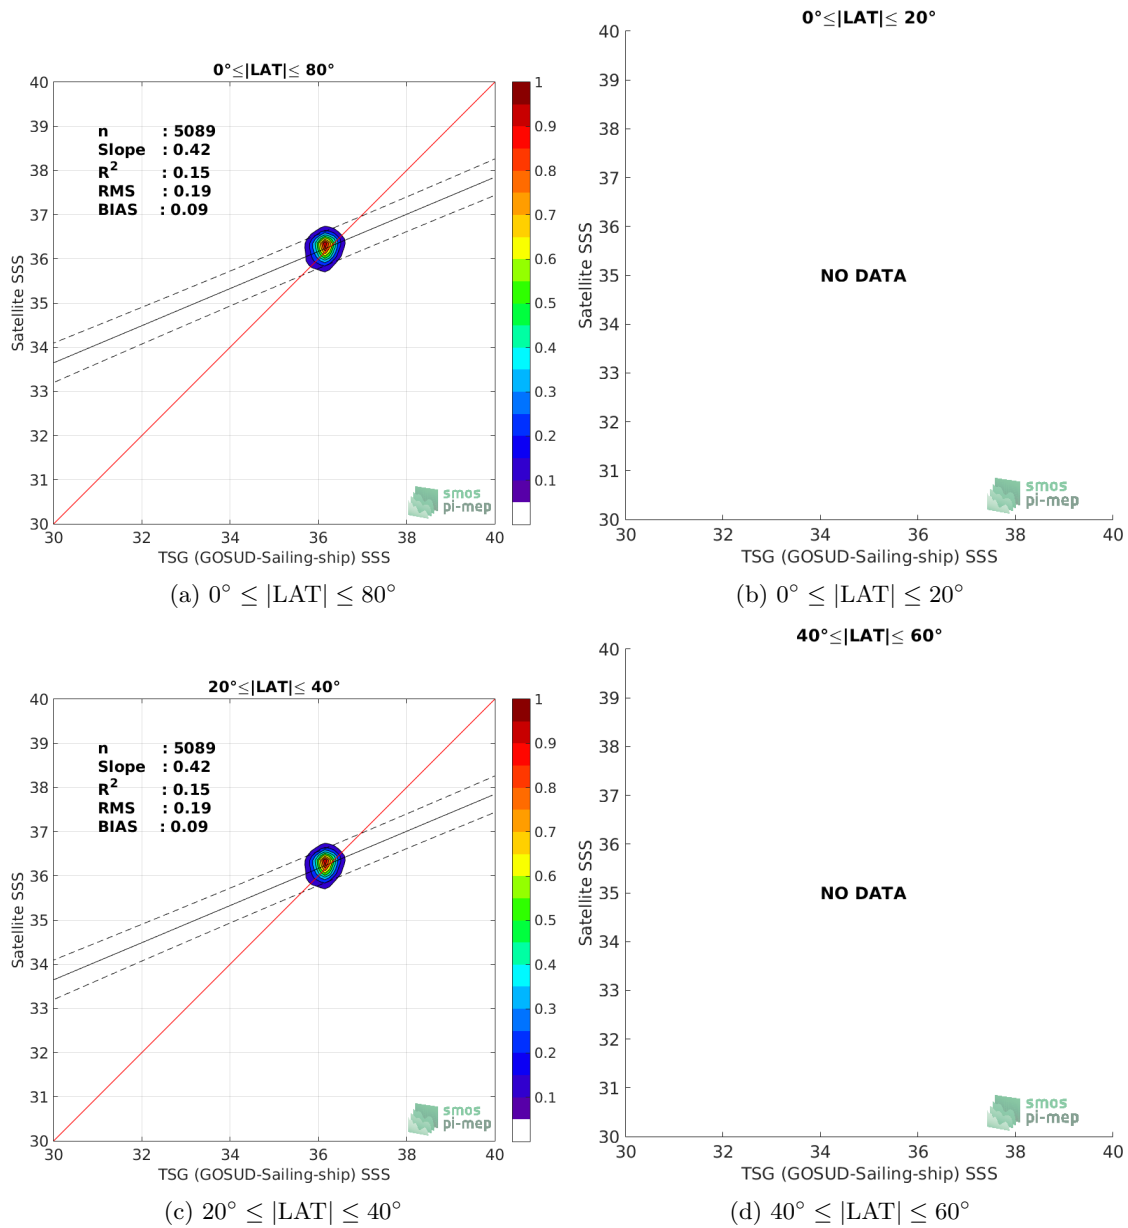 0°≤|LAT|≤ 80°
40
39
38
37
36
35
34
33
32
31
30
Satellite SSS
n : 5089
Slope : 0.42
R² : 0.15
RMS : 0.19
BIAS : 0.09
smos
pi-mep
30 32 34 36 38 40
TSG (GOSUD-Sailing-ship) SSS
1
0.9
0.8
0.7
0.6
0.5
0.4
0.3
0.2
0.1
(a) 0° ≤ |LAT| ≤ 80°
0°≤|LAT|≤ 20°
40
39
38
37
36
35
34
33
32
31
30
Satellite SSS
NO DATA
smos
pi-mep
30 32 34 36 38 40
TSG (GOSUD-Sailing-ship) SSS
(b) 0° ≤ |LAT| ≤ 20°
20°≤|LAT|≤ 40°
40
39
38
37
36
35
34
33
32
31
30
Satellite SSS
n : 5089
Slope : 0.42
R² : 0.15
RMS : 0.19
BIAS : 0.09
smos
pi-mep
30 32 34 36 38 40
TSG (GOSUD-Sailing-ship) SSS
1
0.9
0.8
0.7
0.6
0.5
0.4
0.3
0.2
0.1
(c) 20° ≤ |LAT| ≤ 40°
40°≤|LAT|≤ 60°
40
39
38
37
36
35
34
33
32
31
30
Satellite SSS
NO DATA
smos
pi-mep
30 32 34 36 38 40
TSG (GOSUD-Sailing-ship) SSS
(d) 40° ≤ |LAT| ≤ 60°